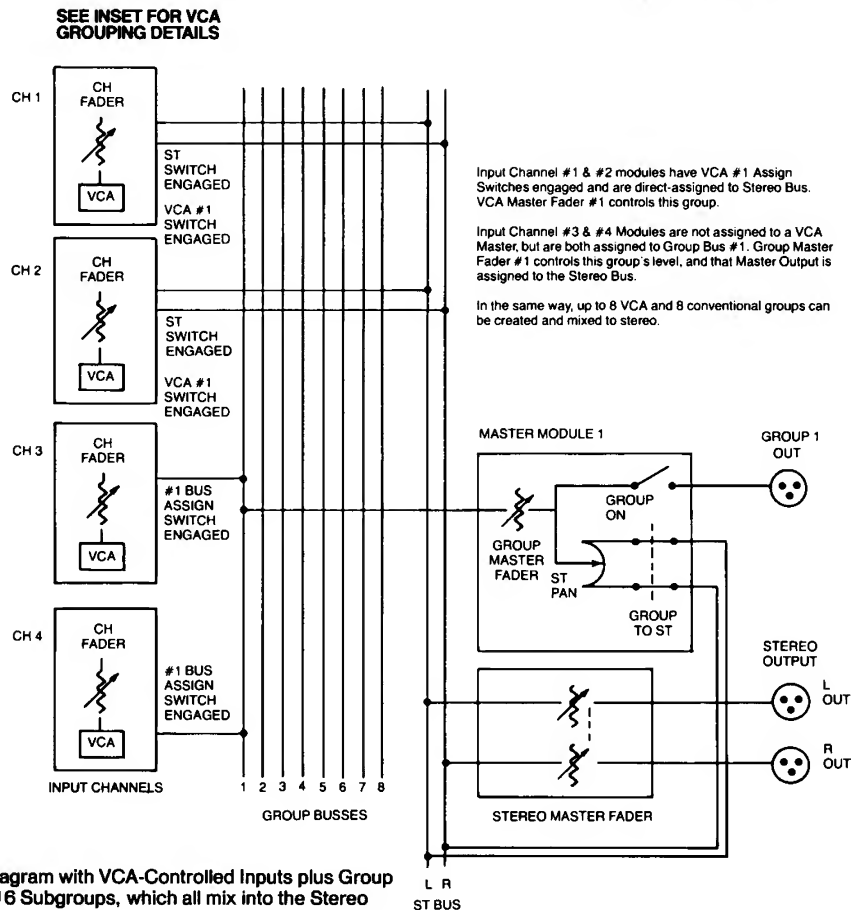 SEE INSET FOR VCA
GROUPING DETAILS
CH 1
CH
FADER
VCA
ST
SWITCH
ENGAGED
VCA #1
SWITCH
ENGAGED
CH 2
CH
FADER
VCA
ST
SWITCH
ENGAGED
VCA #1
SWITCH
ENGAGED
CH 3
CH
FADER
VCA
#1 BUS
ASSIGN
SWITCH
ENGAGED
CH 4
CH
FADER
VCA
#1 BUS
ASSIGN
SWITCH
ENGAGED
INPUT CHANNELS
1 2 3 4 5 6 7 8
GROUP BUSSES
Input Channel #1 & #2 modules have VCA #1 Assign
Switches engaged and are direct-assigned to Stereo Bus.
VCA Master Fader #1 controls this group.
Input Channel #3 & #4 Modules are not assigned to a VCA
Master, but are both assigned to Group Bus #1. Group Master
Fader #1 controls this group's level, and that Master Output is
assigned to the Stereo Bus.
In the same way, up to 8 VCA and 8 conventional groups can
be created and mixed to stereo.
MASTER MODULE 1
GROUP 1
OUT
GROUP
ON
GROUP
MASTER
FADER
ST
PAN
GROUP
TO ST
STEREO
OUTPUT
L
OUT
R
OUT
STEREO MASTER FADER
L R
ST BUS
agram with VCA-Controlled Inputs plus Group
6 Subgroups, which all mix into the Stereo